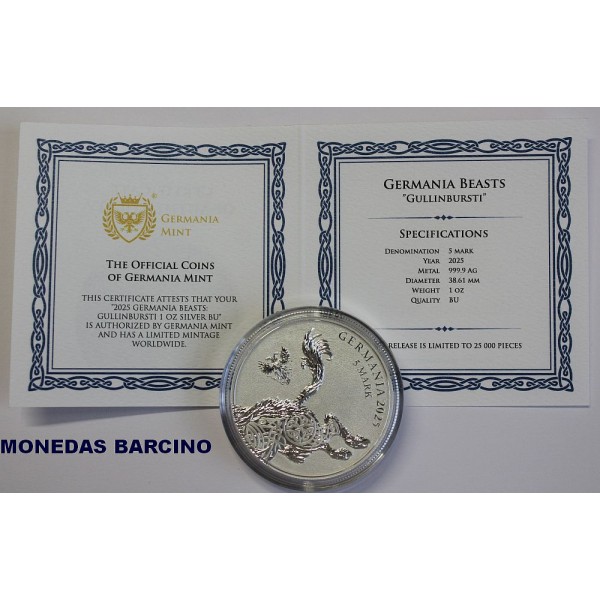 GERMANIA
MINT
®
THE OFFICIAL COINS
OF GERMANIA MINT
THIS CERTIFICATE ATTESTS THAT YOUR
"2025 GERMANIA BEASTS:
GULLINBURSTI 1 OZ SILVER BU"
IS AUTHORIZED BY GERMANIA MINT
AND HAS A LIMITED MINTAGE
WORLDWIDE.
GERMANIA BEASTS
"GULLINBURSTI"
SPECIFICATIONS
DENOMINATION 5 MARK
YEAR 2025
METAL 999.9 AG
DIAMETER 38.61 MM
WEIGHT 1 OZ
QUALITY BU
RELEASE IS LIMITED TO 25 000 PIECES
GERMANIA 2025
5 MARK
MONEDAS BARCINO